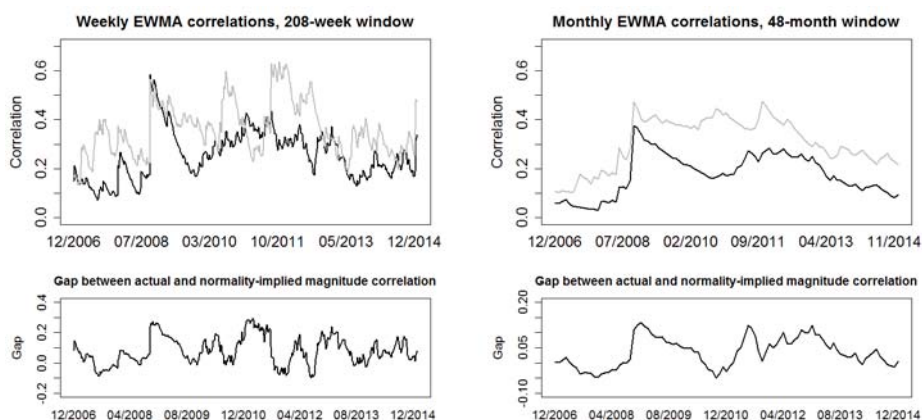 Weekly EWMA correlations, 208-week window
Correlation
0.6
0.4
0.2
0.0
12/2006 07/2008 03/2010 10/2011 05/2013 12/2014
Monthly EWMA correlations, 48-month window
Correlation
0.6
0.4
0.2
0.0
12/2006 07/2008 02/2010 09/2011 04/2013 11/2014
Gap between actual and normality-implied magnitude correlation
Gap
0.4
0.2
0.0
-0.2
12/2006 04/2008 08/2009 12/2010 04/2012 08/2013 12/2014
Gap between actual and normality-implied magnitude correlation
Gap
0.20
0.05
-0.10
12/2006 04/2008 08/2009 12/2010 04/2012 08/2013 12/2014